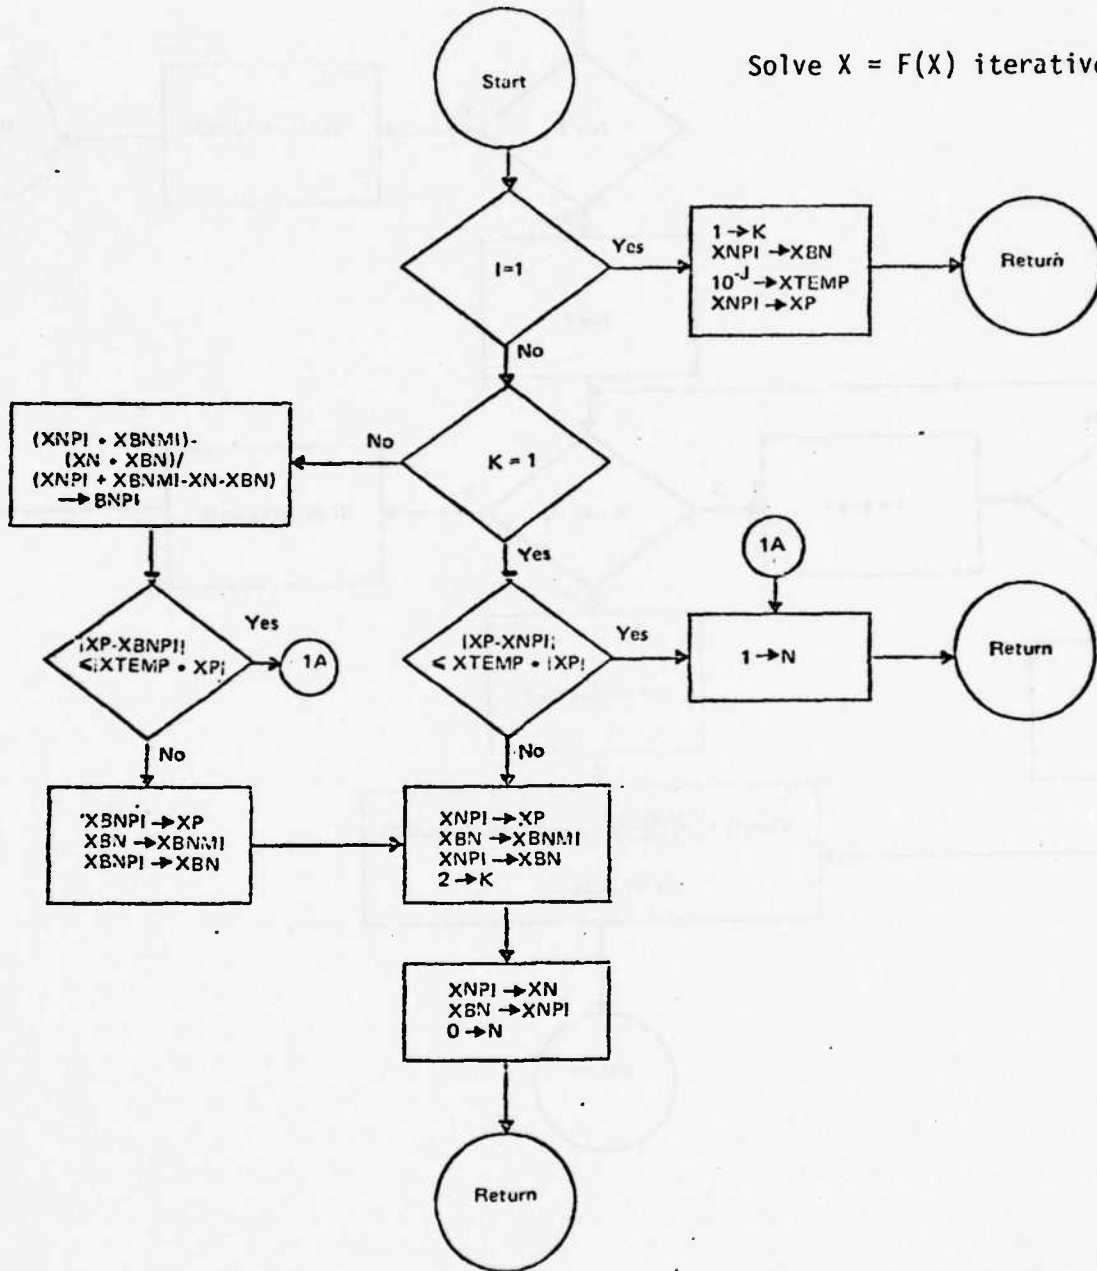 Solve X = F(X) iterative
Start
I=1
Yes
1 → K
XNPI → XBN
10⁻ᴶ → XTEMP
XNPI → XP
Return
No
K = 1
No
(XNPI * XBNMI)-
(XN * XBN)/
(XNPI + XBNMI-XN-XBN)
→ BNPI
Yes
|XP-XBNPI|
≤|XTEMP * XP|
Yes
1A
|XP-XNPI|
≤ XTEMP * |XP|
Yes
1A
1 → N
Return
No
XBNPI → XP
XBN → XBNMI
XBNPI → XBN
No
XNPI → XP
XBN → XBNMI
XNPI → XBN
2 → K
XNPI → XN
XBN → XNPI
0 → N
Return